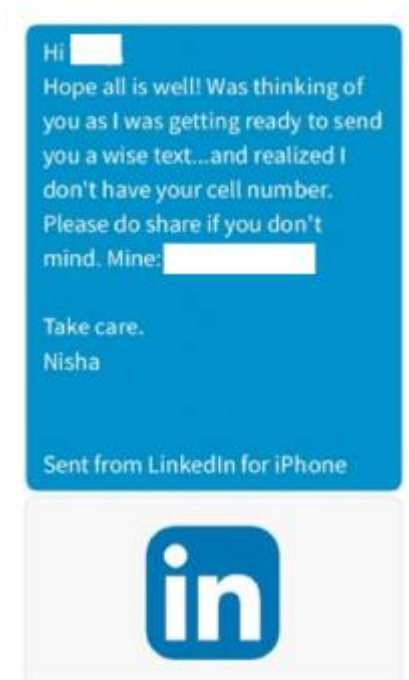 Hi
Hope all is well! Was thinking of
you as I was getting ready to send
you a wise text...and realized I
don't have your cell number.
Please do share if you don't
mind. Mine:
Take care.
Nisha
Sent from LinkedIn for iPhone
in